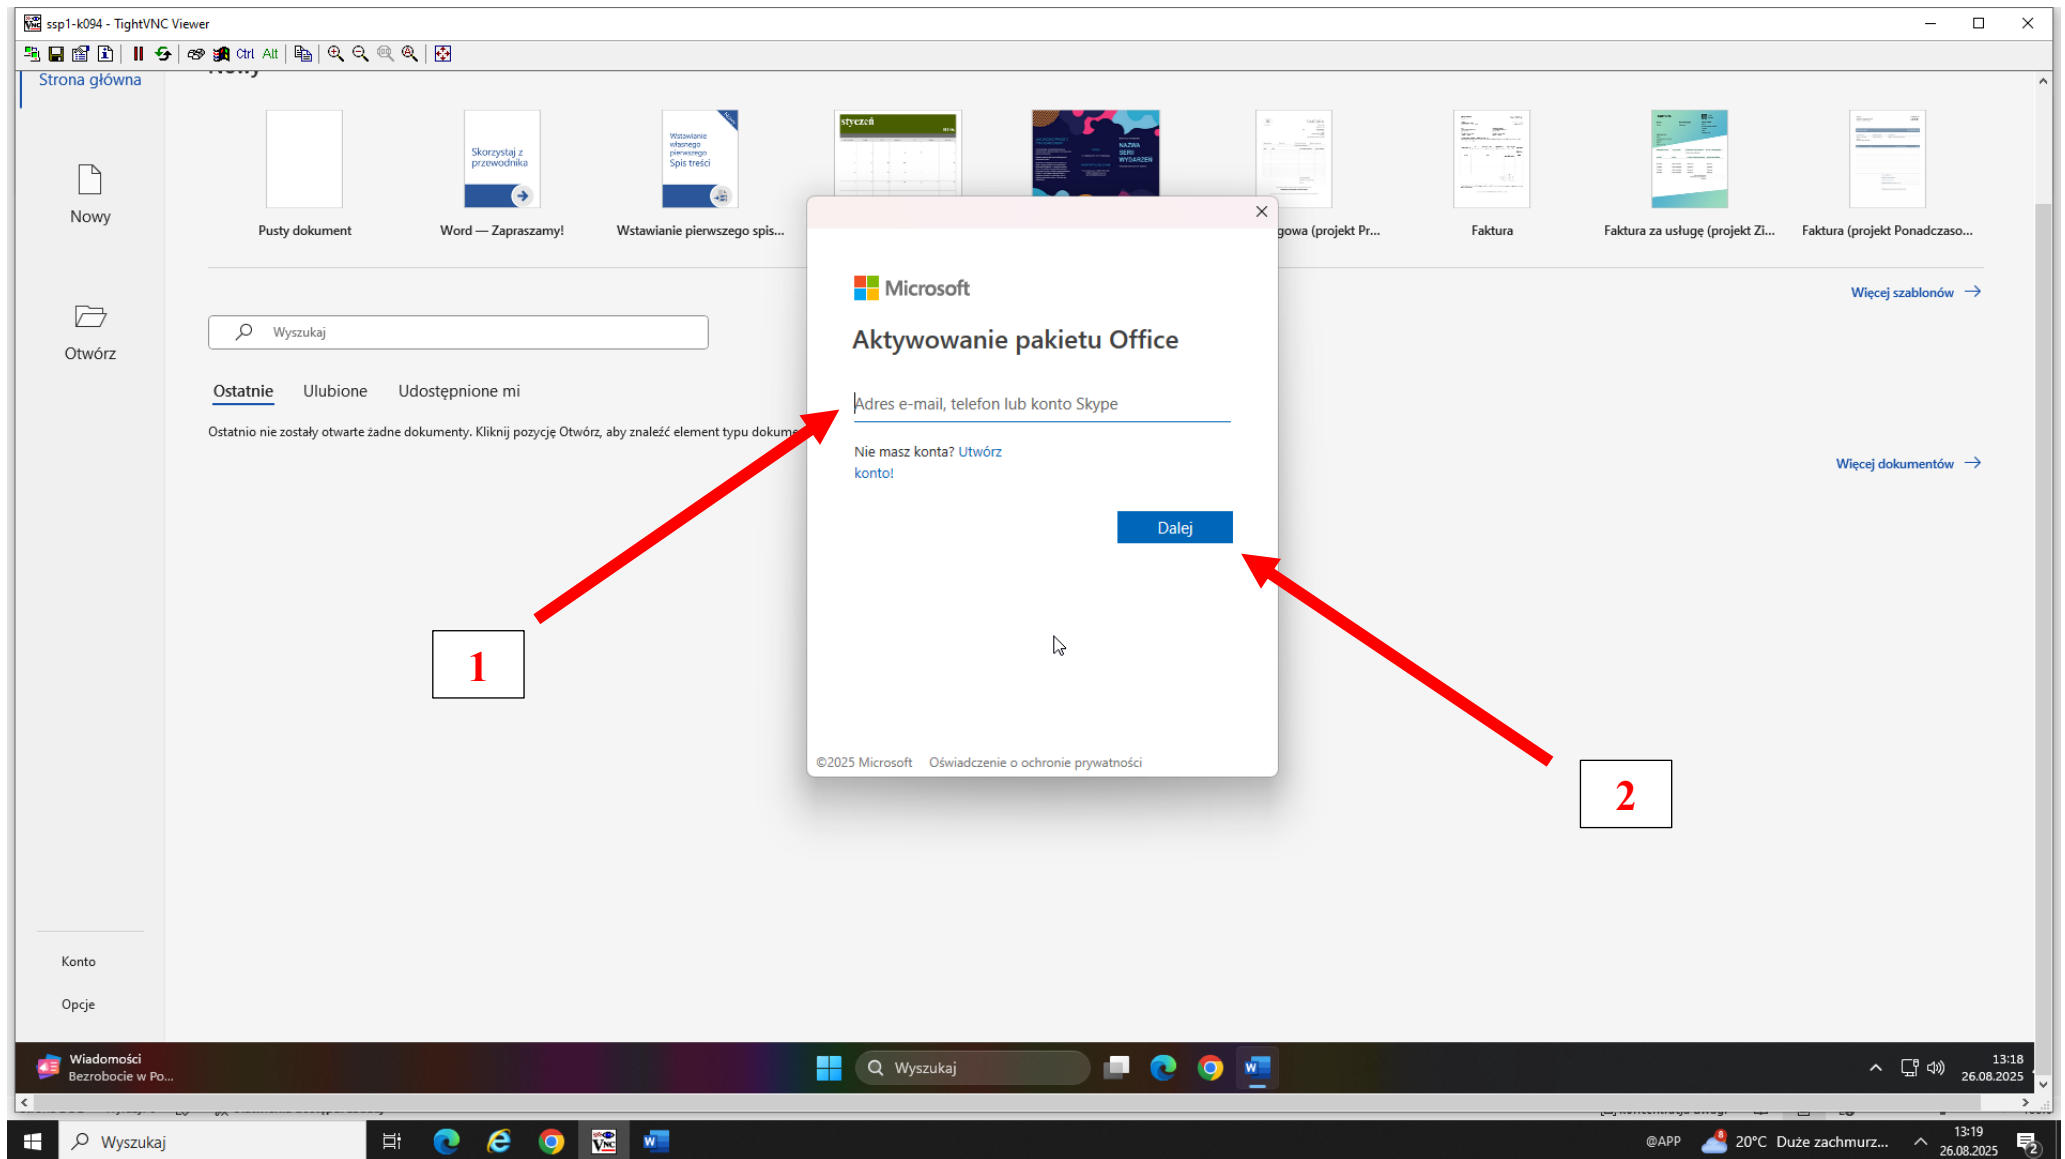 ssp1-k094 - TightVNC Viewer
Ctrl Alt
Strona główna
Nowy
Otwórz
Konto
Opcje
styczeń
Skorzystaj z
przewodnika
Wstawianie
własnego
pierwszego
Spis treści
NAZWA
SERII
WYDARZEŃ
Pusty dokument
Word — Zapraszamy!
Wstawianie pierwszego spis...
gowa (projekt Pr...
Faktura
Faktura za usługę (projekt Zi...
Faktura (projekt Ponadczaso...
Więcej szablonów
Wyszukaj
Ostatnie Ulubione Udostępnione mi
Ostatnio nie zostały otwarte żadne dokumenty. Kliknij pozycję Otwórz, aby znaleźć element typu dokume
Więcej dokumentów
Microsoft
Aktywowanie pakietu Office
Adres e-mail, telefon lub konto Skype
Nie masz konta? Utwórz
konto!
Dalej
©2025 Microsoft Oświadczenie o ochronie prywatności
1
2
Wiadomości
Bezrobocie w Po...
Wyszukaj
13:18
26.08.2025
Wyszukaj
@APP
20°C Duże zachmurz...
13:19
26.08.2025